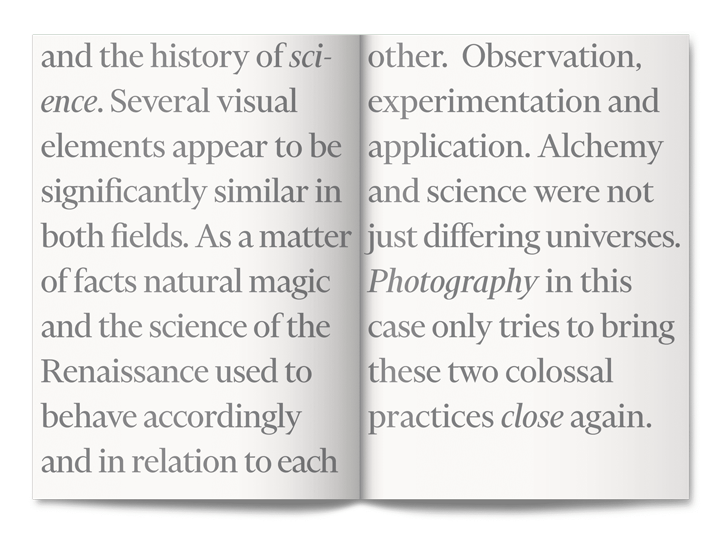 and the history of sci-
ence. Several visual
elements appear to be
significantly similar in
both fields. As a matter
of facts natural magic
and the science of the
Renaissance used to
behave accordingly
and in relation to each
other.  Observation,
experimentation and
application. Alchemy
and science were not
just differing universes.
Photography in this
case only tries to bring
these two colossal
practices close again.